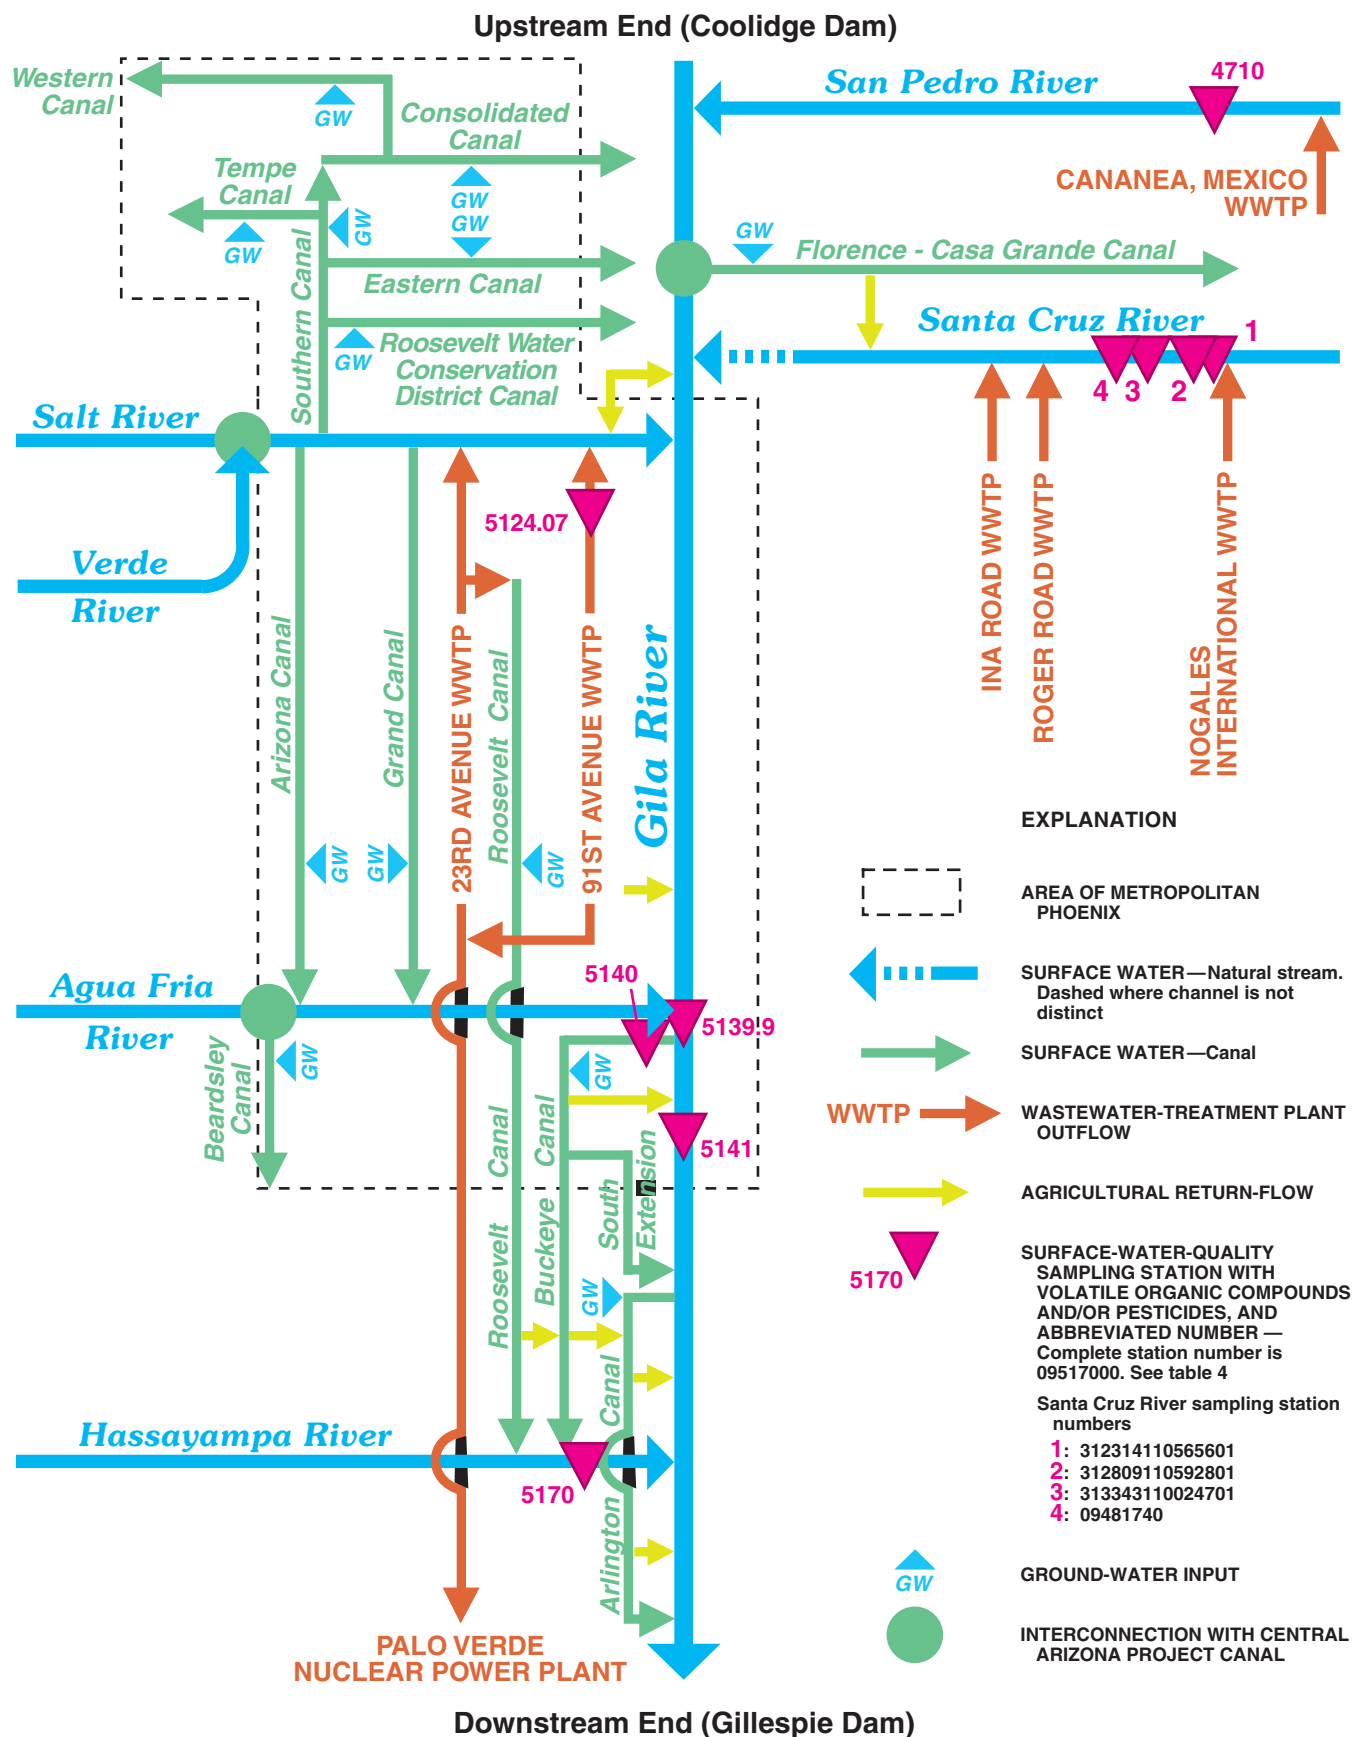 Upstream End (Coolidge Dam)
Western
Canal
GW
Consolidated
Canal
San Pedro River
4710
Tempe
Canal
GW
GW
GW
GW
CANANEA, MEXICO
WWTP
Southern Canal
Eastern Canal
GW
Florence - Casa Grande Canal
GW
Roosevelt Water
Conservation
District Canal
Santa Cruz River
1
4
3
2
Salt River
5124.07
Verde
River
INA ROAD WWTP
ROGER ROAD WWTP
NOGALES
INTERNATIONAL WWTP
Arizona Canal
Grand Canal
23RD AVENUE WWTP
Roosevelt Canal
91ST AVENUE WWTP
Gila River
GW
GW
GW
Agua Fria
River
5140
5139.9
Beardsley
Canal
GW
GW
Roosevelt Canal
Buckeye Canal
5141
South
Extension
GW
Hassayampa River
5170
Arlington Canal
PALO VERDE
NUCLEAR POWER PLANT
Downstream End (Gillespie Dam)
EXPLANATION
AREA OF METROPOLITAN
PHOENIX
SURFACE WATER—Natural stream.
Dashed where channel is not
distinct
SURFACE WATER—Canal
WWTP
WASTEWATER-TREATMENT PLANT
OUTFLOW
AGRICULTURAL RETURN-FLOW
5170
SURFACE-WATER-QUALITY
SAMPLING STATION WITH
VOLATILE ORGANIC COMPOUNDS
AND/OR PESTICIDES, AND
ABBREVIATED NUMBER —
Complete station number is
09517000. See table 4
Santa Cruz River sampling station
numbers
1: 312314110565601
2: 312809110592801
3: 313343110024701
4: 09481740
GW
GROUND-WATER INPUT
INTERCONNECTION WITH CENTRAL
ARIZONA PROJECT CANAL